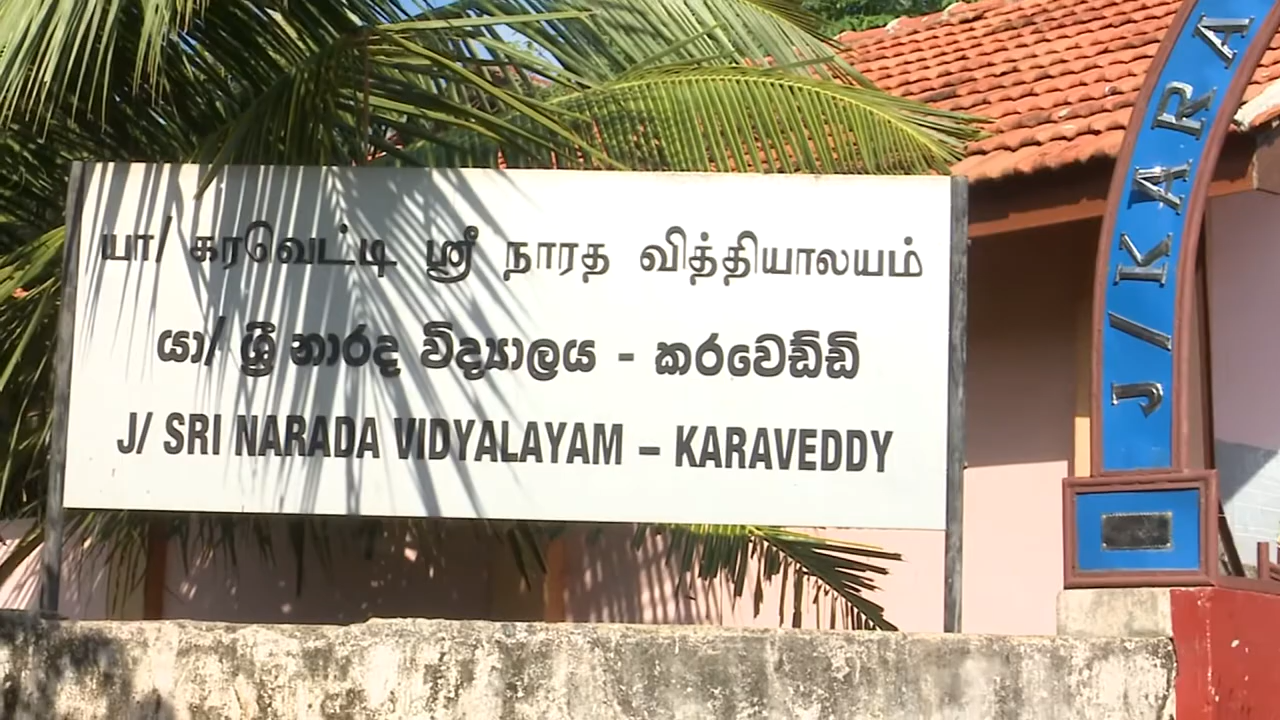 யா/ கரவெட்டி ஸ்ரீ நாரத வித்தியாலயம்
යා/ ශ්‍රී නාරද විද්‍යාලය - කරවෙඩ්ඩි
J/ SRI NARADA VIDYALAYAM – KARAVEDDY
J/KARA